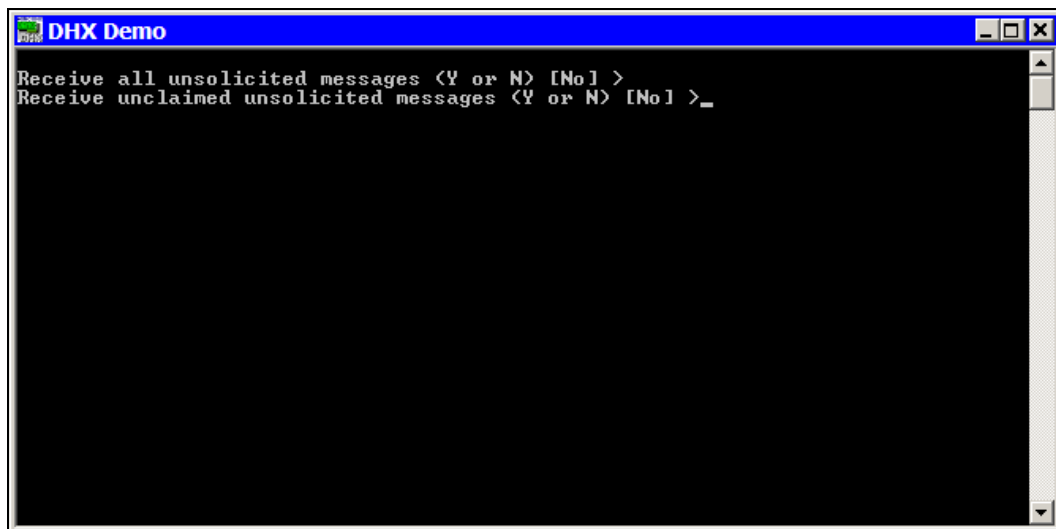 DHX Demo
Receive all unsolicited messages (Y or N) [No] >
Receive unclaimed unsolicited messages (Y or N) [No] >_